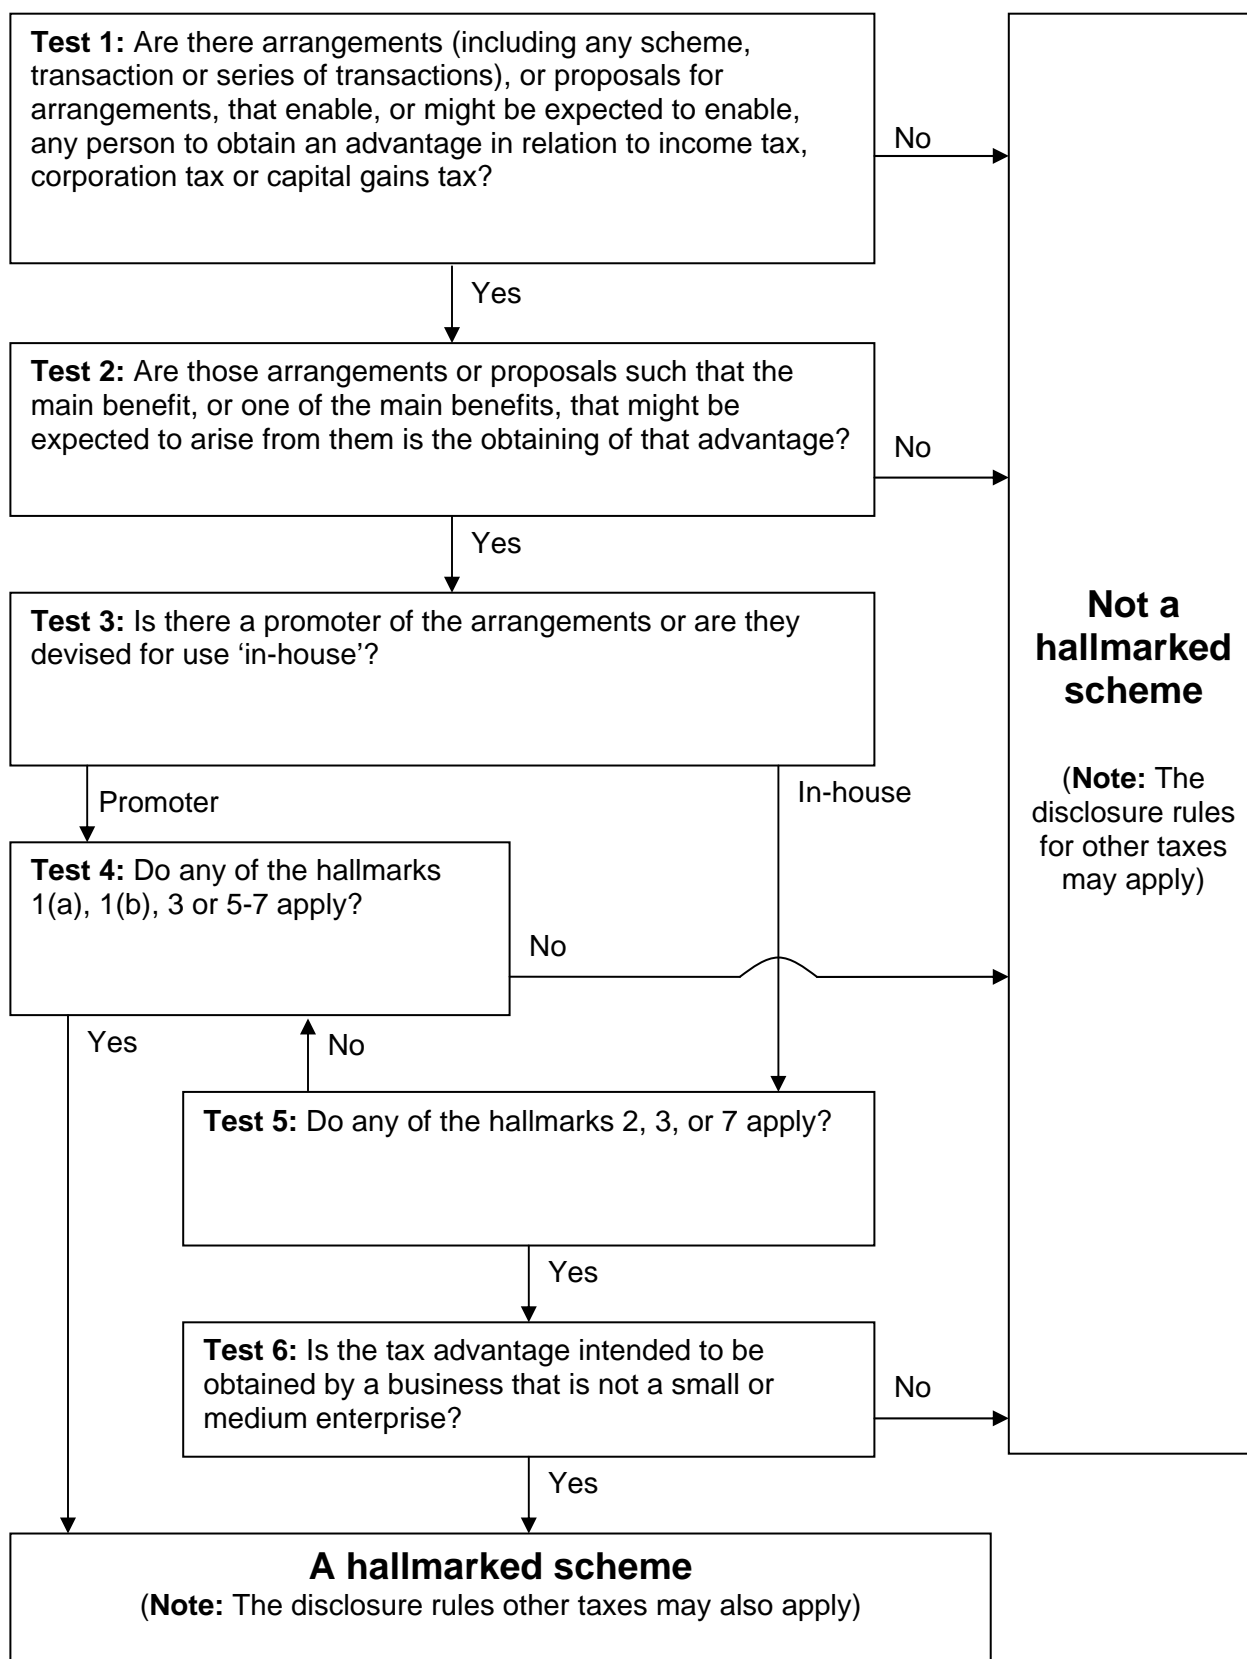 Test 1: Are there arrangements (including any scheme,
transaction or series of transactions), or proposals for
arrangements, that enable, or might be expected to enable,
any person to obtain an advantage in relation to income tax,
corporation tax or capital gains tax?
No
Yes
Test 2: Are those arrangements or proposals such that the
main benefit, or one of the main benefits, that might be
expected to arise from them is the obtaining of that advantage?
No
Yes
Test 3: Is there a promoter of the arrangements or are they
devised for use ‘in-house’?
Promoter
In-house
Test 4: Do any of the hallmarks
1(a), 1(b), 3 or 5-7 apply?
No
Yes
No
Test 5: Do any of the hallmarks 2, 3, or 7 apply?
Yes
Test 6: Is the tax advantage intended to be
obtained by a business that is not a small or
medium enterprise?
No
Yes
A hallmarked scheme
(Note: The disclosure rules other taxes may also apply)
Not a
hallmarked
scheme
(Note: The
disclosure rules
for other taxes
may apply)